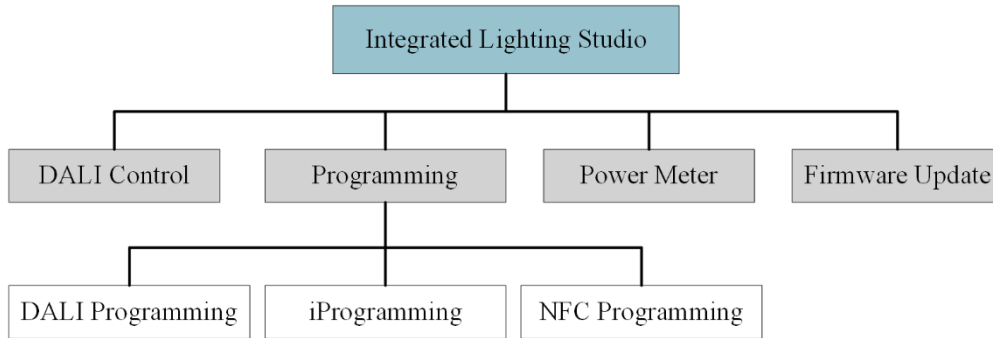 Integrated Lighting Studio
DALI Control
Programming
Power Meter
Firmware Update
DALI Programming
iProgramming
NFC Programming